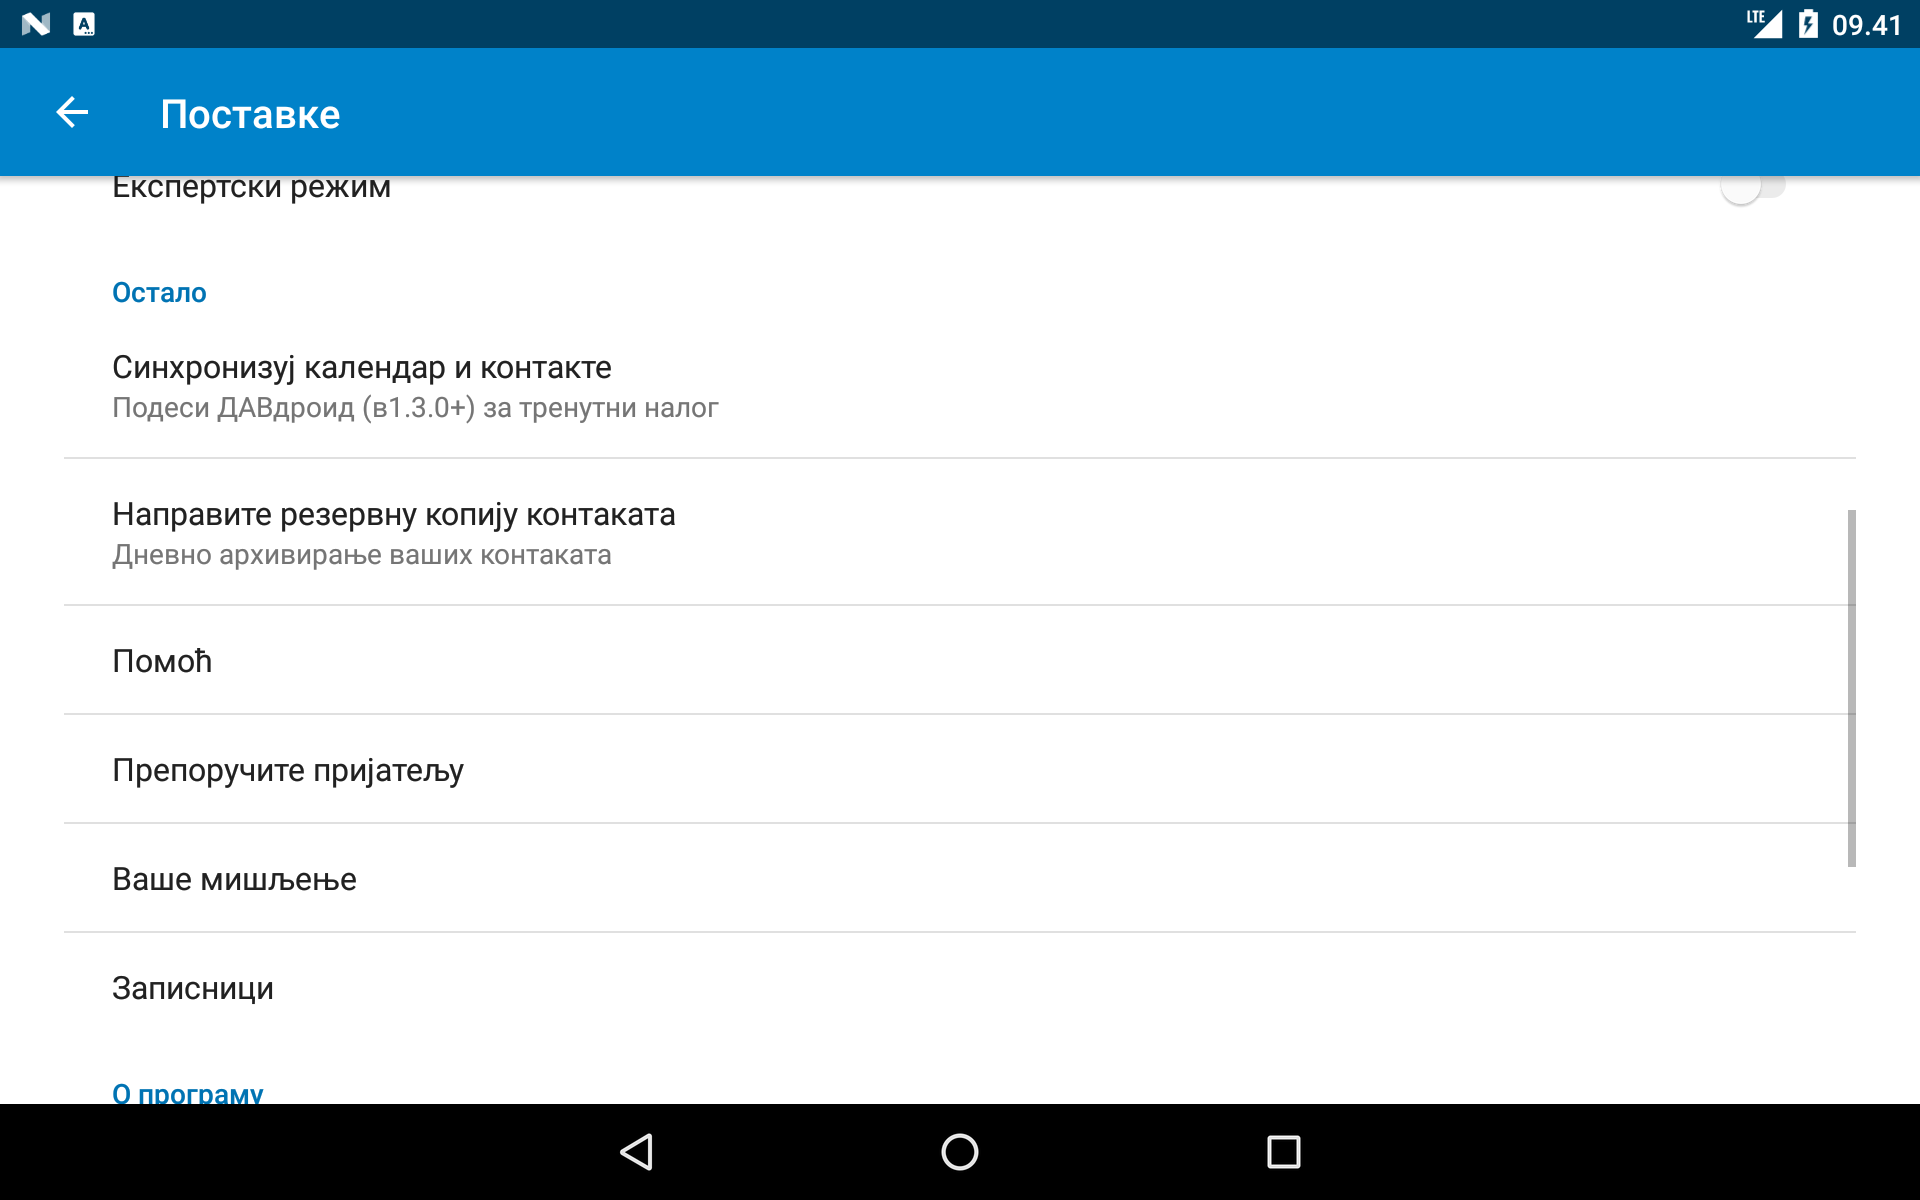 LTE 09.41
Поставке
Експертски режим
Остало
Синхронизуј календар и контакте
Подеси ДАВдроид (в1.3.0+) за тренутни налог
Направите резервну копију контаката
Дневно архивирање ваших контаката
Помоћ
Препоручите пријатељу
Ваше мишљење
Записници
О програму